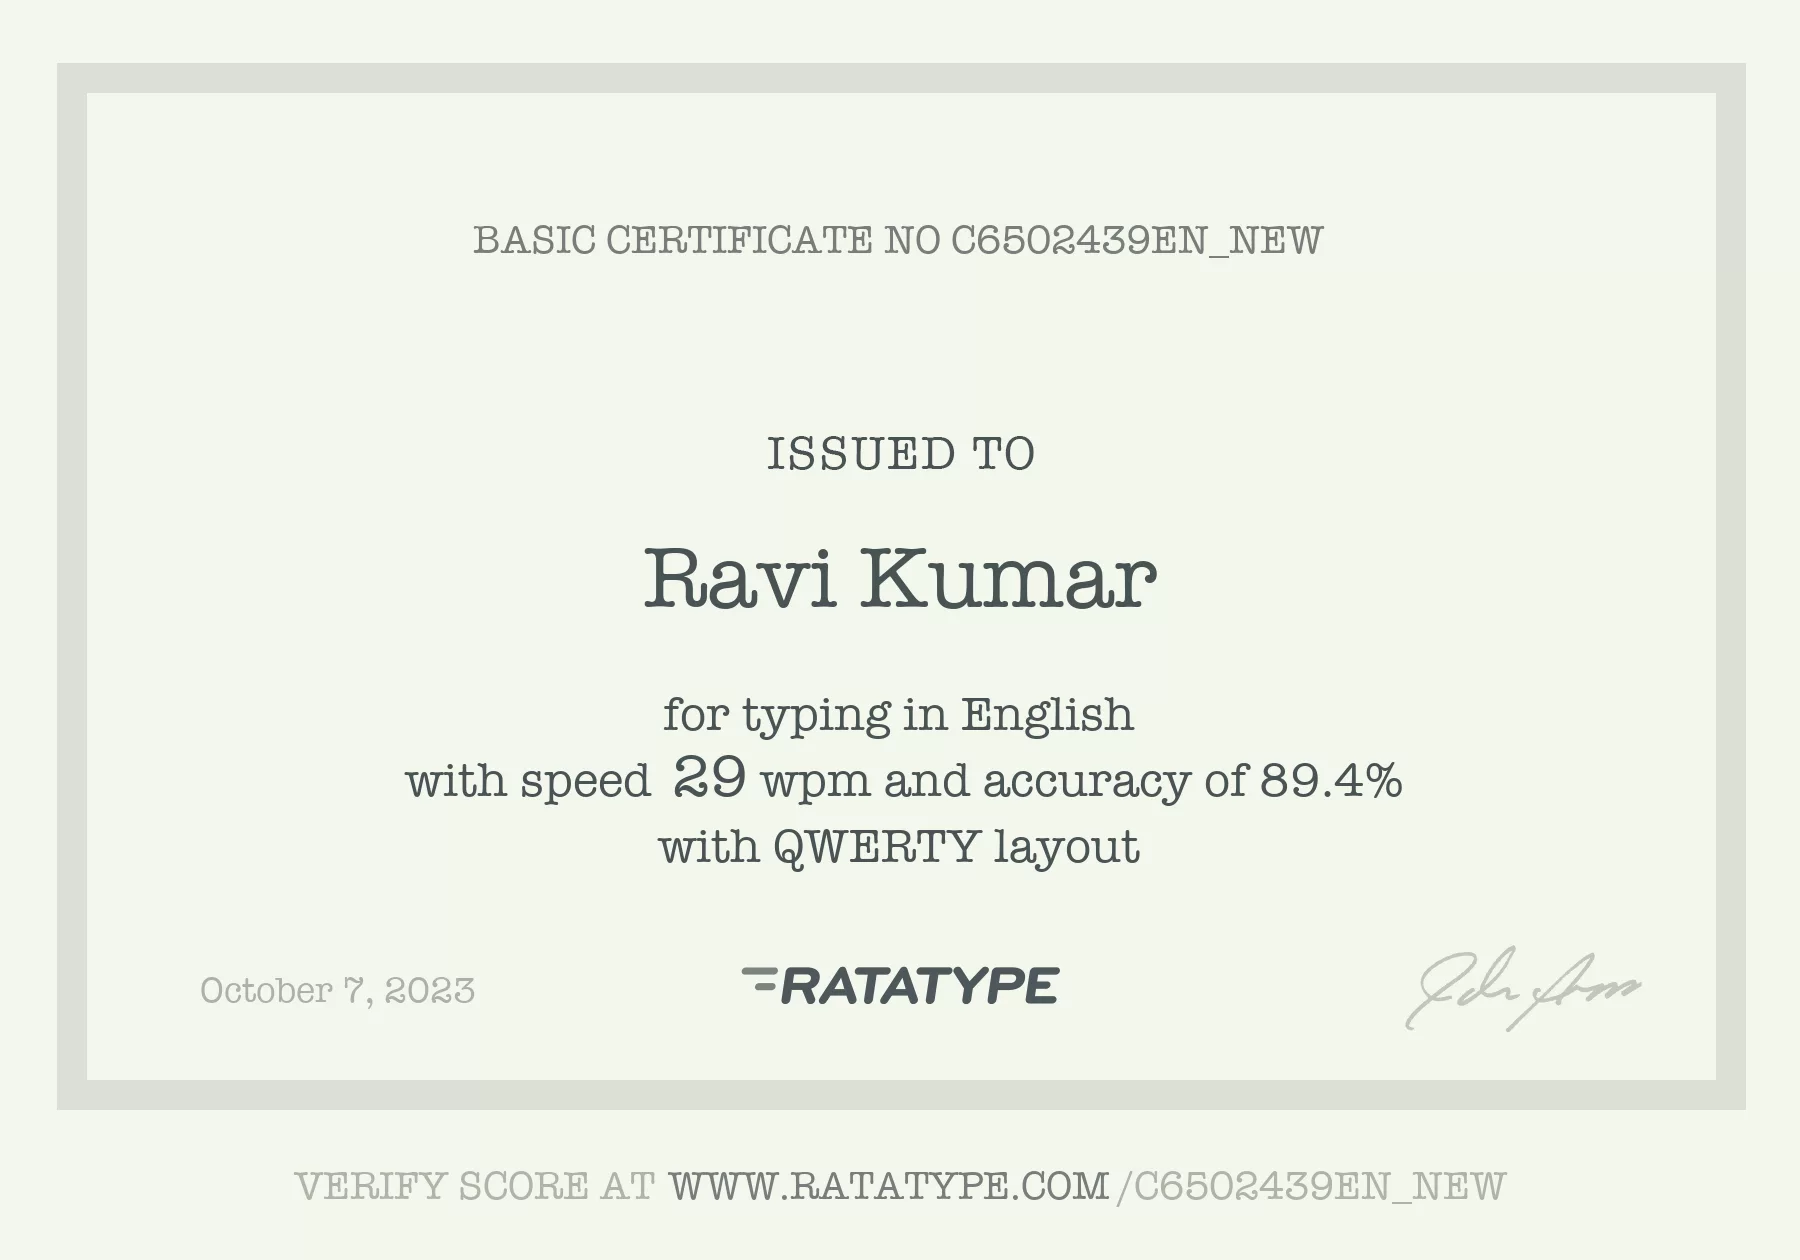 BASIC CERTIFICATE NO C6502439EN_NEW
ISSUED TO
Ravi Kumar
for typing in English
with speed 29 wpm and accuracy of 89.4%
with QWERTY layout
October 7, 2023
RATATYPE
VERIFY SCORE AT WWW.RATATYPE.COM/C6502439EN_NEW